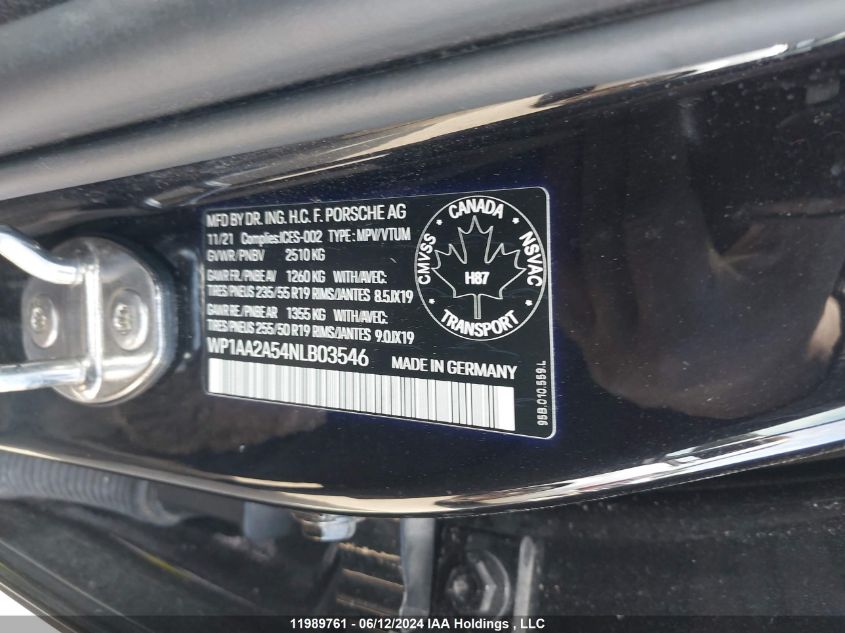 MFD BY DR. ING. H.C. F. PORSCHE AG
11/21 Complies:ICES-002 TYPE: MPV/VTUM
GVWR/PNBV 2510 KG
GAWR FR./PNBE AV 1260 KG WITH/AVEC:
TIRES/PNEUS 235/55 R19 RIMS/JANTES 8.5JX19
GAWR RE./PNBE AR 1355 KG WITH/AVEC:
TIRES/PNEUS 255/50 R19 RIMS/JANTES 9.0JX19
WP1AA2A54NLB03546 MADE IN GERMANY
CANADA
CMVSS
NSVAC
H87
TRANSPORT
95B.010.559.L
11989761 - 06/12/2024 IAA Holdings , LLC